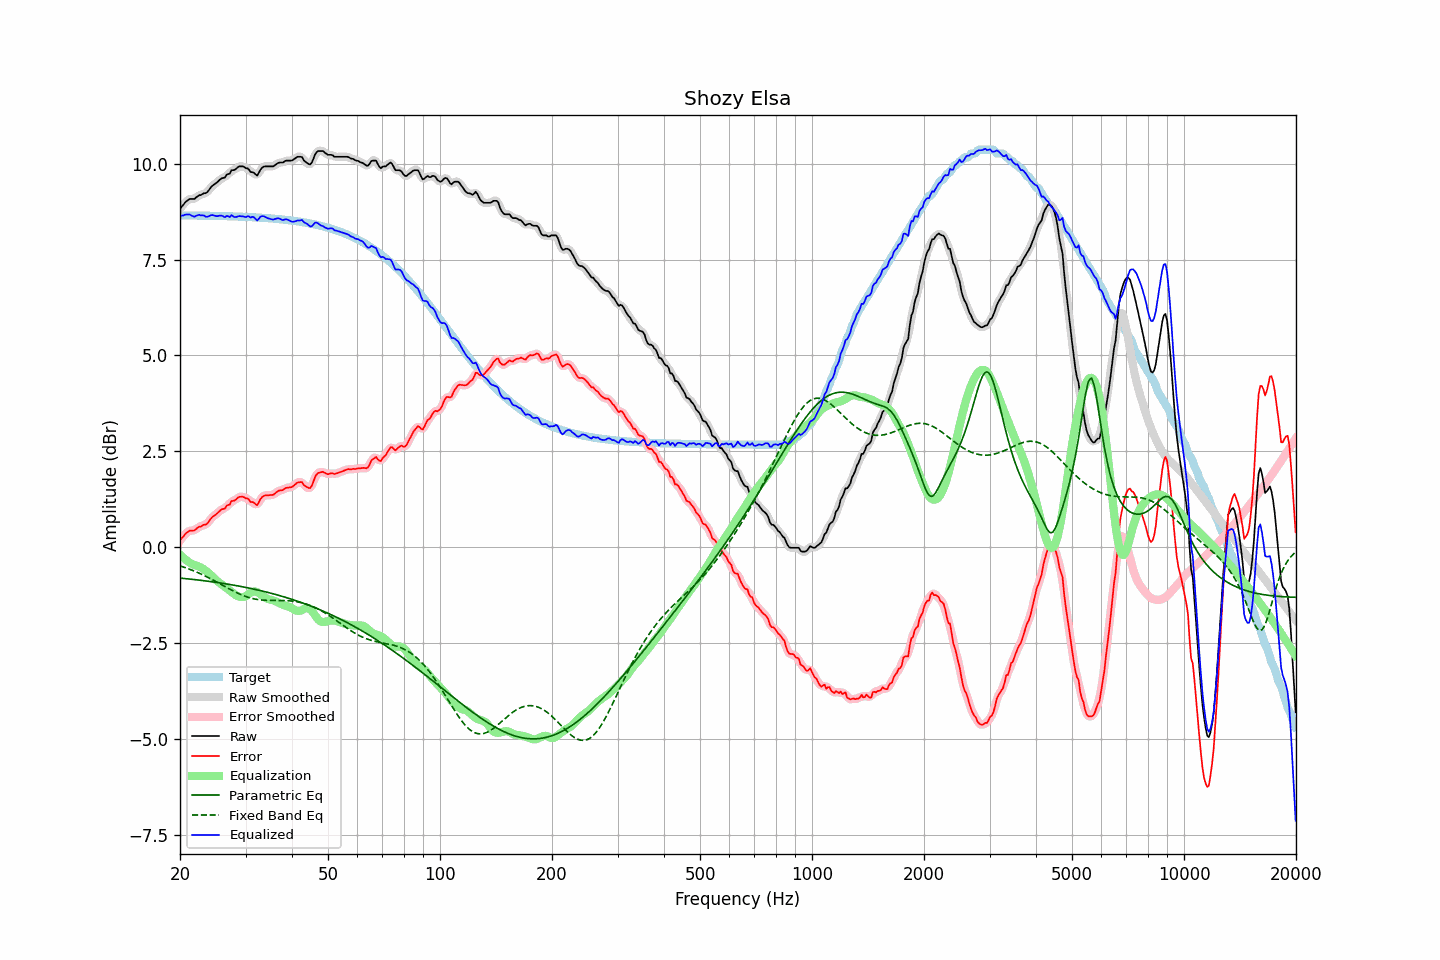 Shozy Elsa
Amplitude (dBr)
10.0
7.5
5.0
2.5
0.0
−2.5
−5.0
−7.5
Target
Raw Smoothed
Error Smoothed
Raw
Error
Equalization
Parametric Eq
Fixed Band Eq
Equalized
20 50 100 200 500 1000 2000 5000 10000 20000
Frequency (Hz)